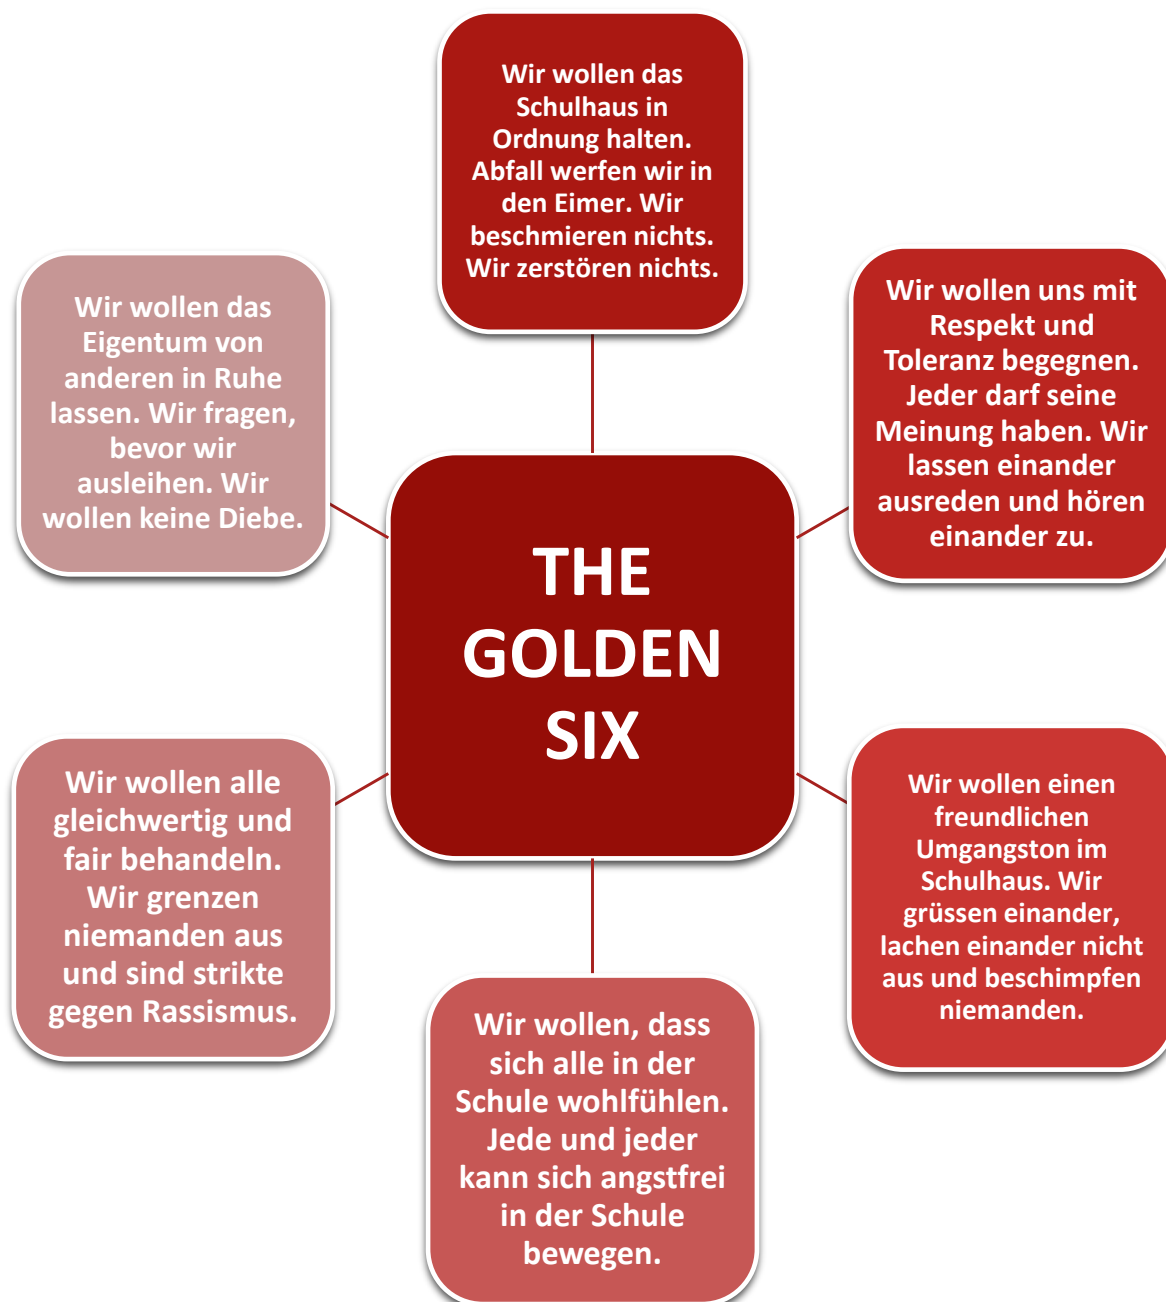 Wir wollen das
Schulhaus in
Ordnung halten.
Abfall werfen wir in
den Eimer. Wir
beschmieren nichts.
Wir zerstören nichts.
Wir wollen uns mit
Respekt und
Toleranz begegnen.
Jeder darf seine
Meinung haben. Wir
lassen einander
ausreden und hören
einander zu.
Wir wollen einen
freundlichen
Umgangston im
Schulhaus. Wir
grüssen einander,
lachen einander nicht
aus und beschimpfen
niemanden.
Wir wollen, dass
sich alle in der
Schule wohlfühlen.
Jede und jeder
kann sich angstfrei
in der Schule
bewegen.
Wir wollen alle
gleichwertig und
fair behandeln.
Wir grenzen
niemanden aus
und sind strikte
gegen Rassismus.
Wir wollen das
Eigentum von
anderen in Ruhe
lassen. Wir fragen,
bevor wir
ausleihen. Wir
wollen keine Diebe.
THE
GOLDEN
SIX